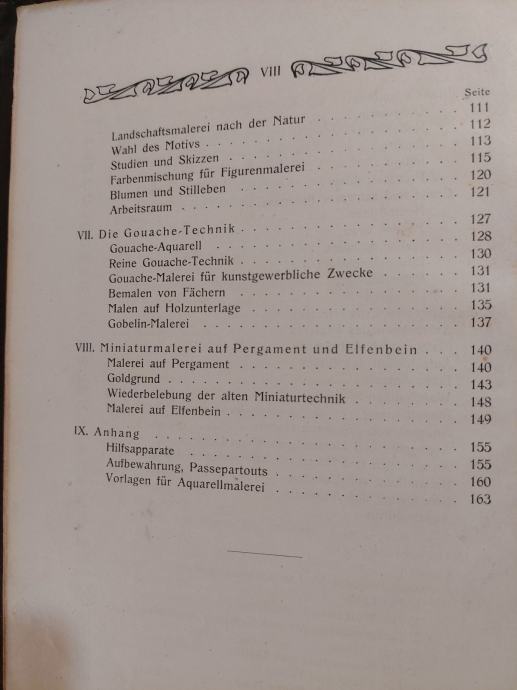 VIII
Seite
Landschaftsmalerei nach der Natur . . . . . . . . . . 111
Wahl des Motivs . . . . . . . . . . . . . . . . . 112
Studien und Skizzen . . . . . . . . . . . . . . . 113
Farbenmischung für Figurenmalerei . . . . . . . . . 115
Blumen und Stilleben . . . . . . . . . . . . . . . 120
Arbeitsraum . . . . . . . . . . . . . . . . . . . 121
VII. Die Gouache-Technik . . . . . . . . . . . . . . . 127
Gouache-Aquarell . . . . . . . . . . . . . . . . 128
Reine Gouache-Technik . . . . . . . . . . . . . . 130
Gouache-Malerei für kunstgewerbliche Zwecke . . . . . 131
Bemalen von Fächern . . . . . . . . . . . . . . . 131
Malen auf Holzunterlage . . . . . . . . . . . . . 135
Gobelin-Malerei . . . . . . . . . . . . . . . . . 137
VIII. Miniaturmalerei auf Pergament und Elfenbein . . . 140
Malerei auf Pergament . . . . . . . . . . . . . . 140
Goldgrund . . . . . . . . . . . . . . . . . . . . 143
Wiederbelebung der alten Miniaturtechnik . . . . . . 148
Malerei auf Elfenbein . . . . . . . . . . . . . . . 149
IX. Anhang . . . . . . . . . . . . . . . . . . . . 155
Hilfsapparate . . . . . . . . . . . . . . . . . . 155
Aufbewahrung, Passepartouts . . . . . . . . . . . . 160
Vorlagen für Aquarellmalerei . . . . . . . . . . . . 163